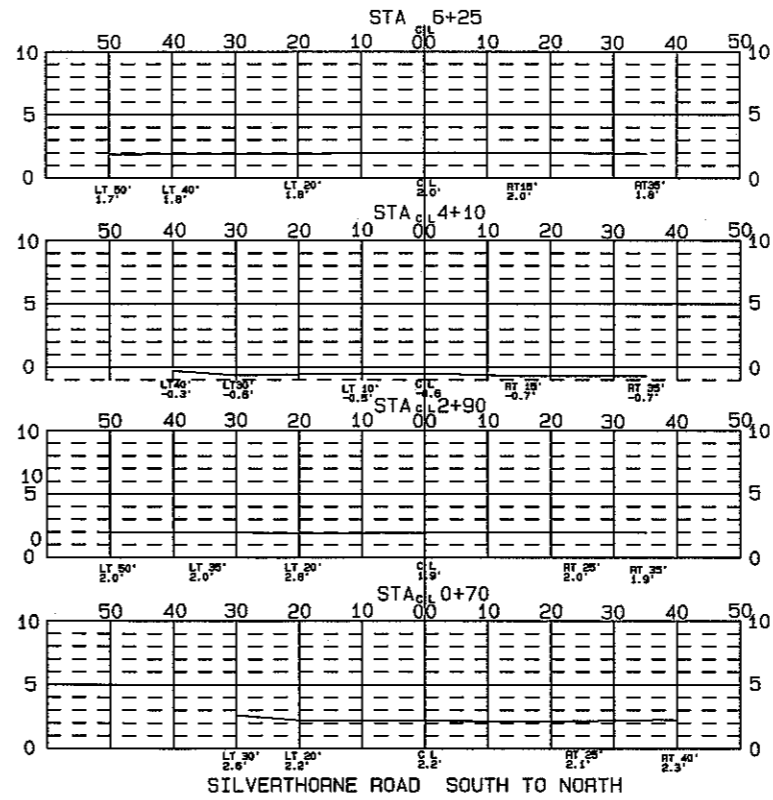 STA 6+25
C L
10 50 40 30 20 10 00 10 20 30 40 50 10
5 5
0 0
LT 50' LT 40' LT 20' C L RT15' RT35'
1.7' 1.8' 1.8' 2.0' 2.0' 1.8'
STA 4+10
C L
10 50 40 30 20 10 00 10 20 30 40 50 10
5 5
0 0
LT40' LT30' LT 10' C L RT 15' RT 35'
-0.3' -0.6' -0.5' -0.6 -0.7' -0.7'
STA 2+90
C L
10 50 40 30 20 10 00 10 20 30 40 50 10
10
5 5
0
0 0
LT 50' LT 35' LT 20' C L RT 25' RT 35'
2.0' 2.0' 2.8' 1.9' 2.0' 1.9'
STA 0+70
C L
10 50 40 30 20 10 00 10 20 30 40 50 10
5 5
0 0
LT 30' LT 20' C L RT 25' RT 40'
2.6' 2.2' 2.2' 2.1' 2.3'
SILVERTHORNE ROAD SOUTH TO NORTH